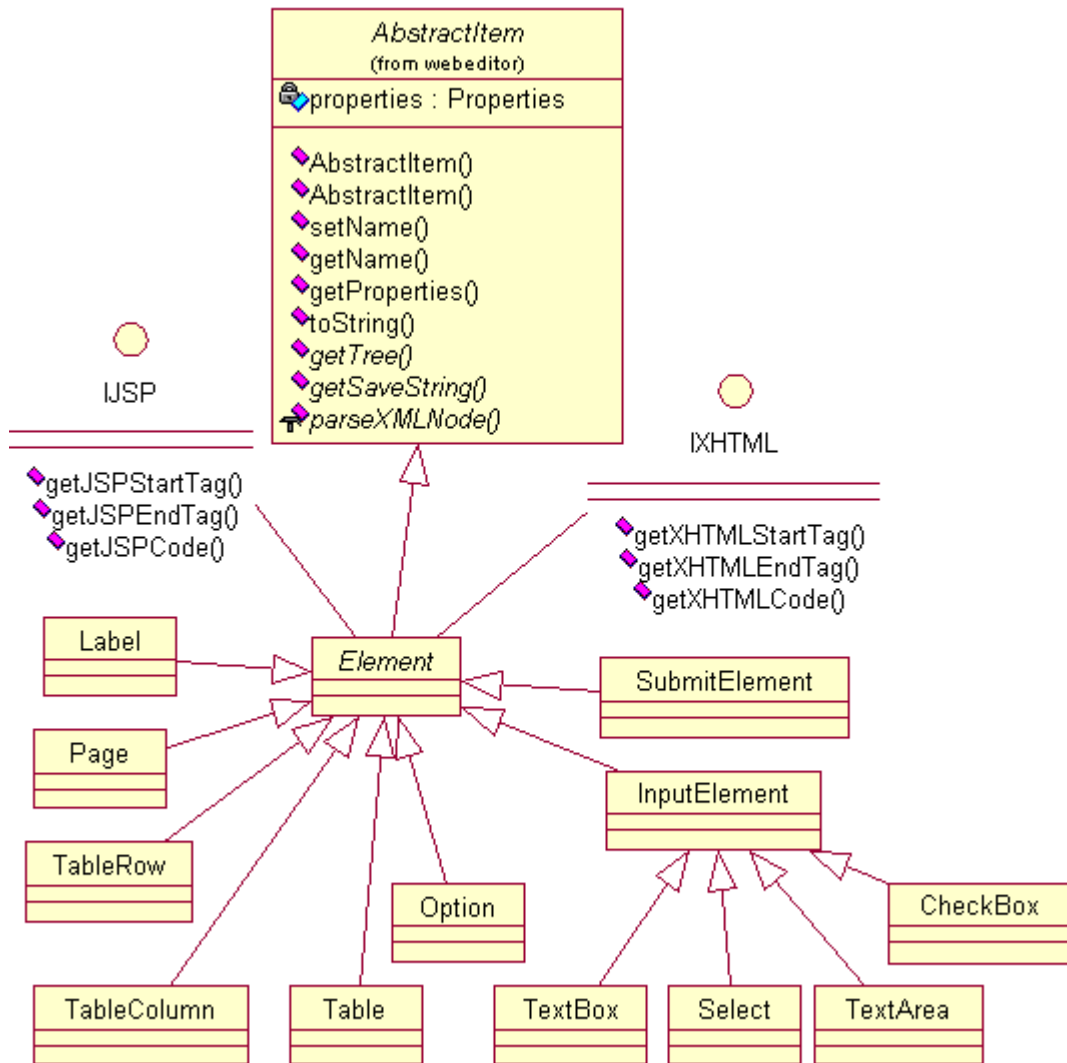 AbstractItem
(from webeditor)
properties : Properties
AbstractItem()
AbstractItem()
setName()
getName()
getProperties()
toString()
getTree()
getSaveString()
parseXMLNode()
IJSP
getJSPStartTag()
getJSPEndTag()
getJSPCode()
IXHTML
getXHTMLStartTag()
getXHTMLEndTag()
getXHTMLCode()
Label
Element
SubmitElement
Page
InputElement
TableRow
Option
CheckBox
TableColumn
Table
TextBox
Select
TextArea